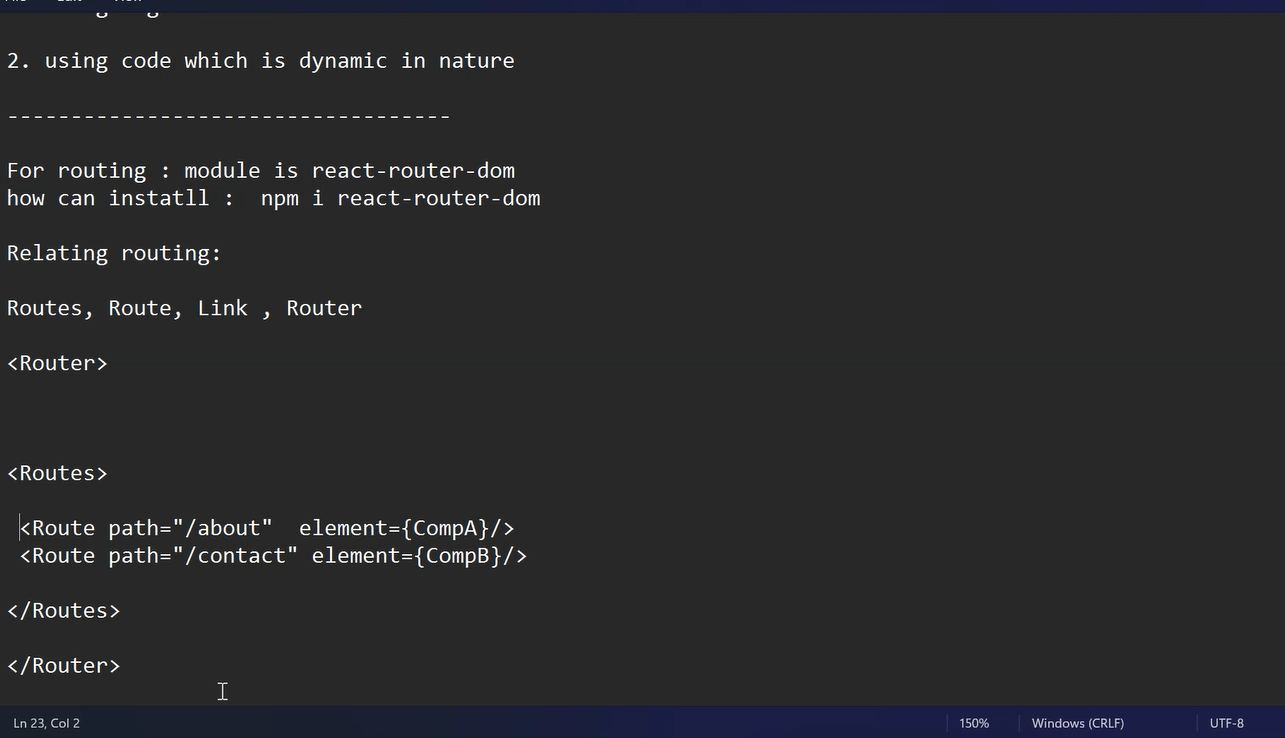 2. using code which is dynamic in nature
-----------------------------------
For routing : module is react-router-dom
how can instatll :  npm i react-router-dom
Relating routing:
Routes, Route, Link , Router
<Router>
<Routes>
<Route path="/about"  element={CompA}/>
<Route path="/contact" element={CompB}/>
</Routes>
</Router>
Ln 23, Col 2
150%
Windows (CRLF)
UTF-8